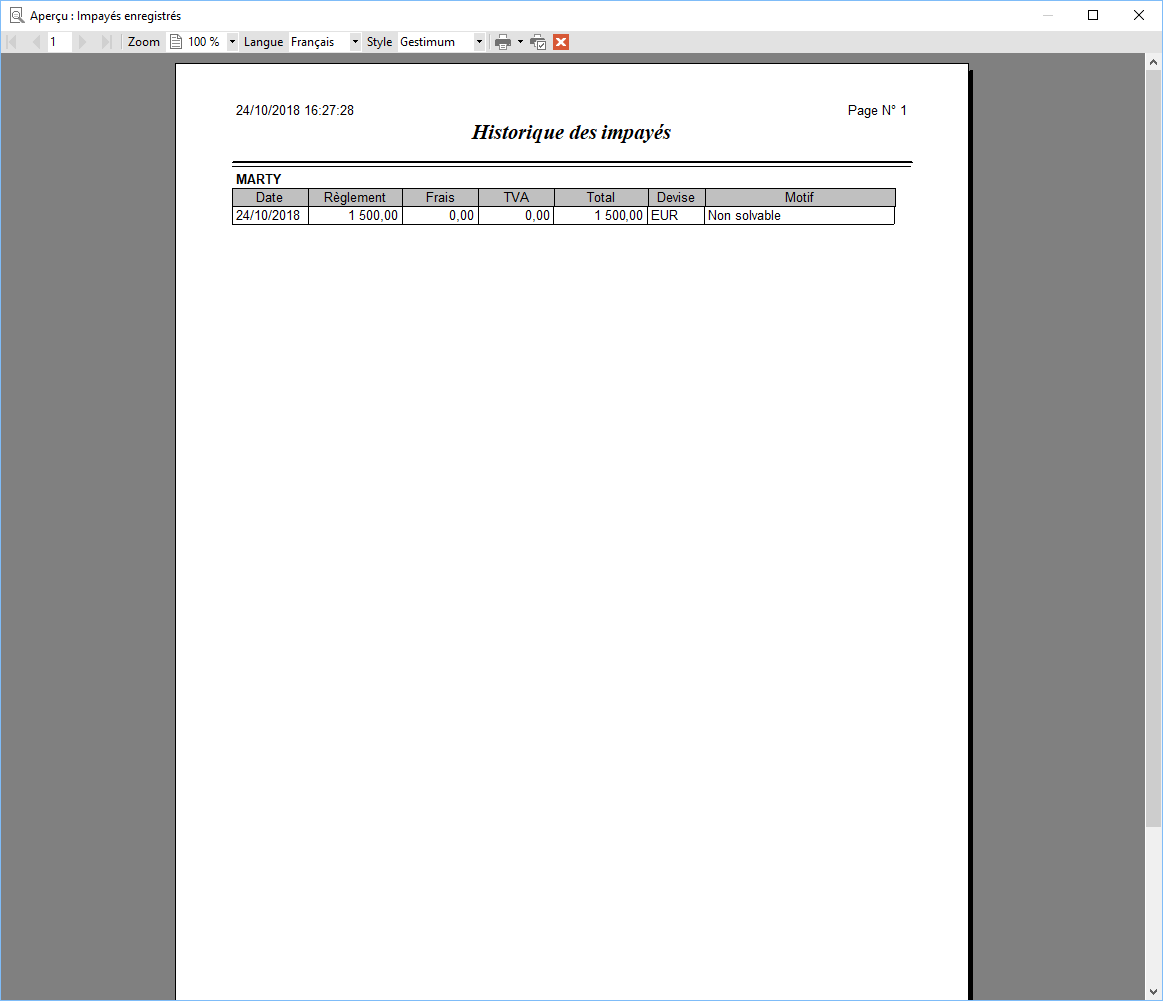 Aperçu : Impayés enregistrés
1 Zoom 100 % Langue Français Style Gestimum
24/10/2018 16:27:28 Page N° 1
Historique des impayés
MARTY
Date Règlement Frais TVA Total Devise Motif
24/10/2018 1 500,00 0,00 0,00 1 500,00 EUR Non solvable